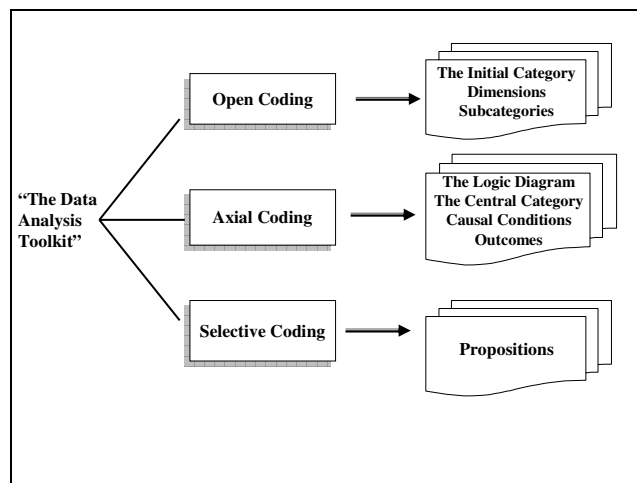 “The Data
Analysis
Toolkit”
Open Coding
The Initial Category
Dimensions
Subcategories
Axial Coding
The Logic Diagram
The Central Category
Causal Conditions
Outcomes
Selective Coding
Propositions